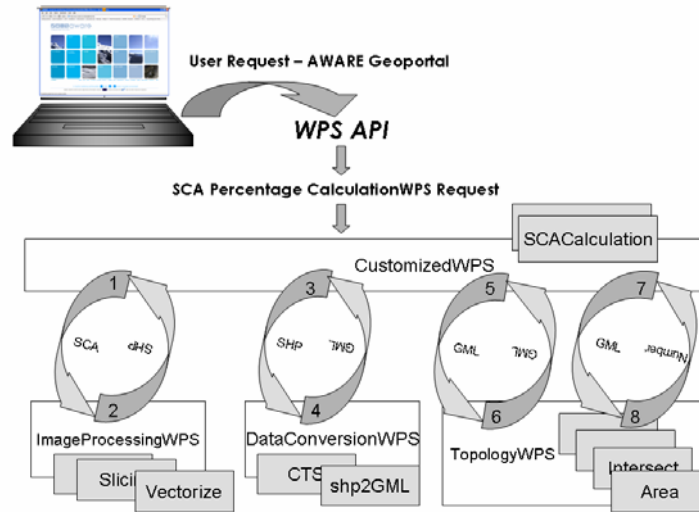 User Request – AWARE Geoportal
WPS API
SCA Percentage CalculationWPS Request
SCACalculation
CustomizedWPS
1
3
5
7
SCA
SHP
SHP
GML
GML
GML
GML
Number
2
4
6
8
ImageProcessingWPS
DataConversionWPS
TopologyWPS
Slici
Vectorize
CTS
shp2GML
Intersect
Area